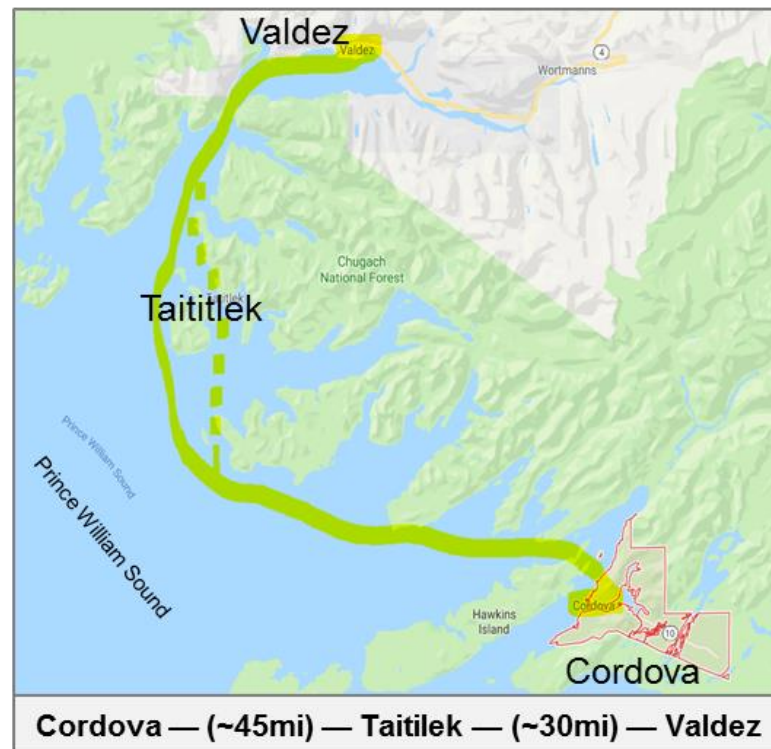 Valdez
Valdez
4
Wortmanns
Chugach
National Forest
Taititlek
Prince William Sound
Prince William Sound
Hawkins
Island
Cordova
10
Cordova
Cordova — (~45mi) — Taitilek — (~30mi) — Valdez